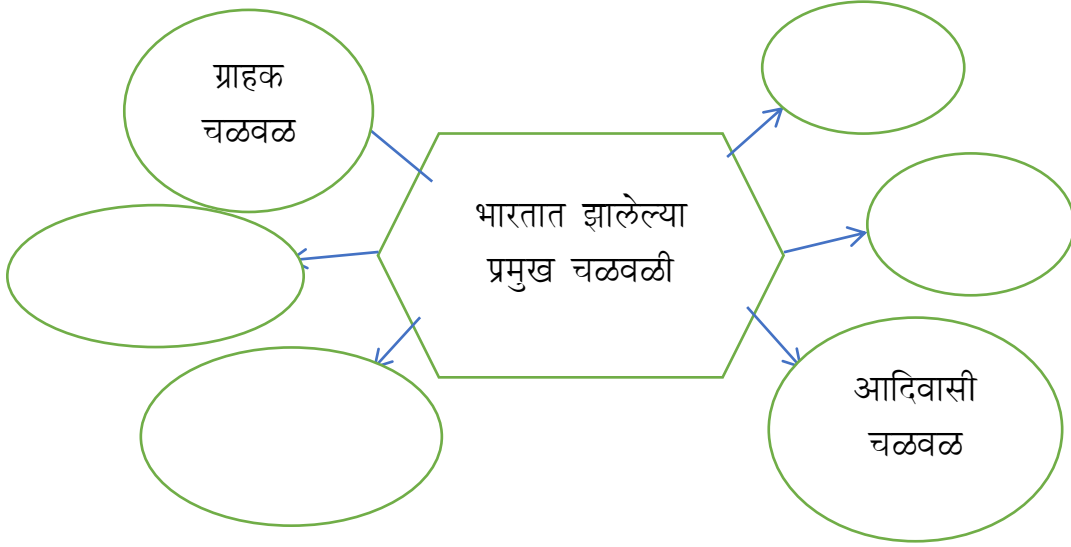 ग्राहक
चळवळ
भारतात झालेल्या
प्रमुख चळवळी
आदिवासी
चळवळ